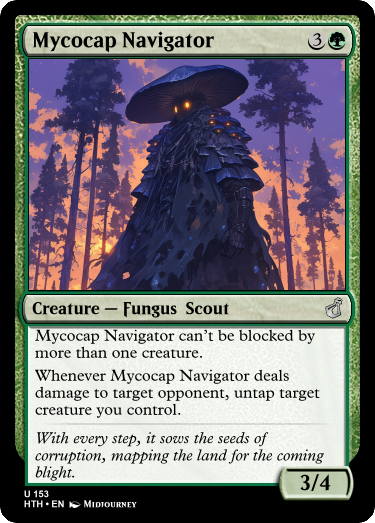 Mycocap Navigator 3
Creature — Fungus Scout
Mycocap Navigator can't be blocked by
more than one creature.
Whenever Mycocap Navigator deals
damage to target opponent, untap target
creature you control.
With every step, it sows the seeds of
corruption, mapping the land for the coming
blight.
3/4
U 153
HTH • EN Midjourney